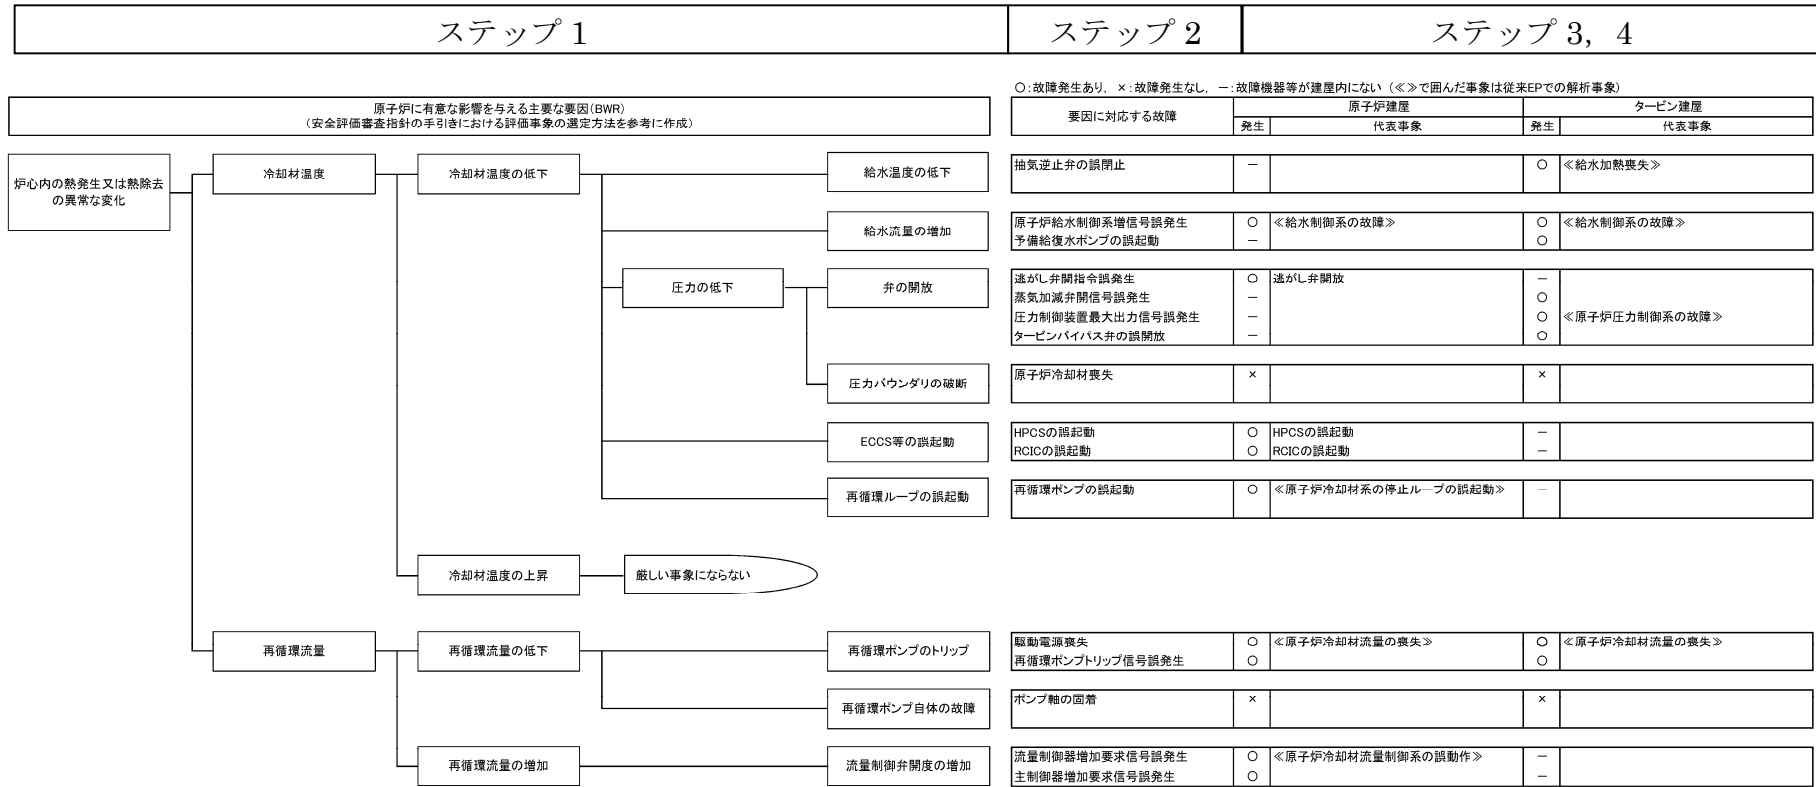 ステップ 1
ステップ 2
ステップ 3, 4
○:故障発生あり, ×:故障発生なし, －:故障機器等が建屋内にない (≪≫で囲んだ事象は従来EPでの解析事象)
原子炉に有意な影響を与える主要な要因(BWR)
(安全評価審査指針の手引きにおける評価事象の選定方法を参考に作成)
要因に対応する故障
原子炉建屋
タービン建屋
発生
代表事象
発生
代表事象
炉心内の熱発生又は熱除去
の異常な変化
冷却材温度
冷却材温度の低下
給水温度の低下
抽気逆止弁の誤閉止 － ○ ≪給水加熱喪失≫
給水流量の増加
原子炉給水制御系増信号誤発生 ○ ≪給水制御系の故障≫ ○ ≪給水制御系の故障≫
予備給復水ポンプの誤起動 － ○
圧力の低下
弁の開放
逃がし弁開指令誤発生 ○ 逃がし弁開放 －
蒸気加減弁開信号誤発生 － ○
圧力制御装置最大出力信号誤発生 － ○ ≪原子炉圧力制御系の故障≫
タービンバイパス弁の誤開放 － ○
圧力バウンダリの破断
原子炉冷却材喪失 × ×
ECCS等の誤起動
HPCSの誤起動 ○ HPCSの誤起動 －
RCICの誤起動 ○ RCICの誤起動 －
再循環ループの誤起動
再循環ポンプの誤起動 ○ ≪原子炉冷却材系の停止ループの誤起動≫ －
冷却材温度の上昇
厳しい事象にならない
再循環流量
再循環流量の低下
再循環ポンプのトリップ
駆動電源喪失 ○ ≪原子炉冷却材流量の喪失≫ ○ ≪原子炉冷却材流量の喪失≫
再循環ポンプトリップ信号誤発生 ○ ○
再循環ポンプ自体の故障
ポンプ軸の固着 × ×
再循環流量の増加
流量制御弁開度の増加
流量制御器増加要求信号誤発生 ○ ≪原子炉冷却材流量制御系の誤動作≫ －
主制御器増加要求信号誤発生 ○ －